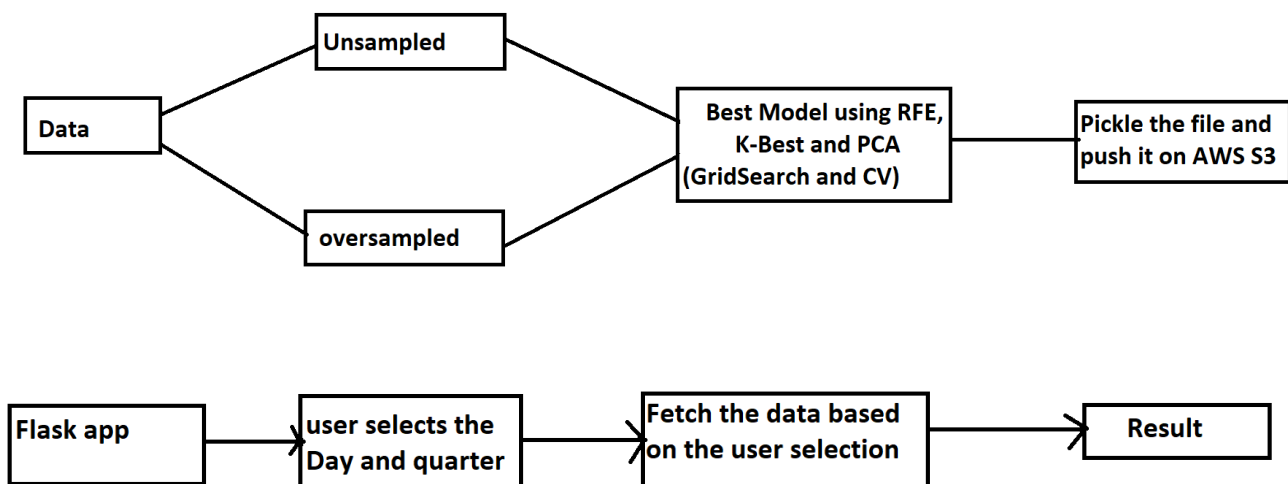 Unsampled
Data
Best Model using RFE,
K-Best and PCA
(GridSearch and CV)
Pickle the file and
push it on AWS S3
oversampled
Flask app
user selects the
Day and quarter
Fetch the data based
on the user selection
Result